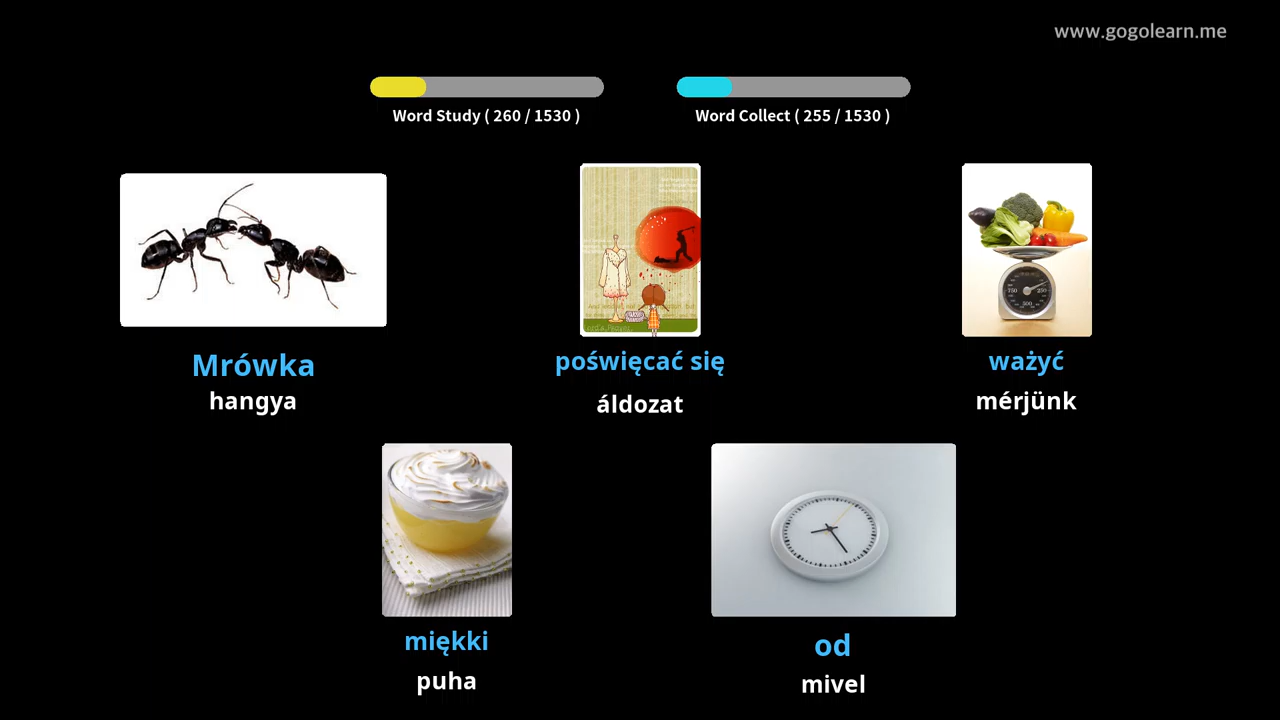 www.gogolearn.me
Word Study ( 260 / 1530 )
Word Collect ( 255 / 1530 )
Mrówka
hangya
poświęcać się
áldozat
ważyć
mérjünk
miękki
puha
od
mivel